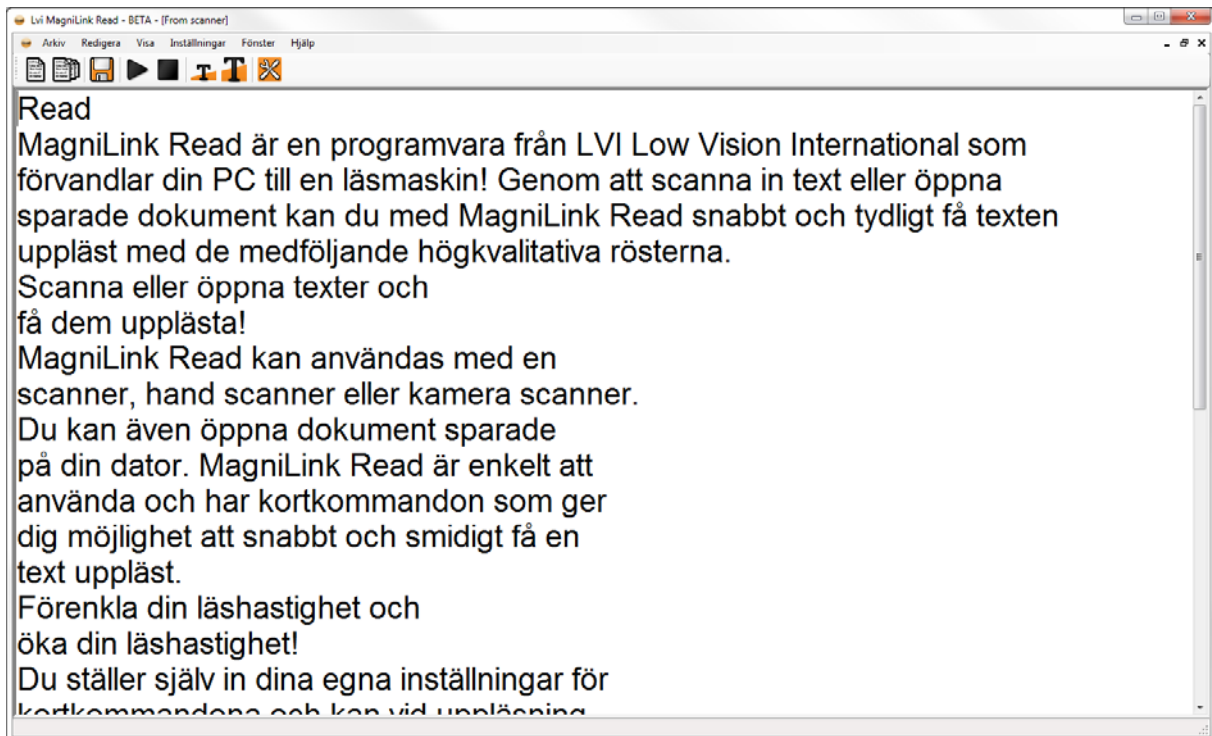 Lvi MagniLink Read - BETA - [From scanner]
Arkiv Redigera Visa Inställningar Fönster Hjälp
Read
MagniLink Read är en programvara från LVI Low Vision International som
förvandlar din PC till en läsmaskin! Genom att scanna in text eller öppna
sparade dokument kan du med MagniLink Read snabbt och tydligt få texten
uppläst med de medföljande högkvalitativa rösterna.
Scanna eller öppna texter och
få dem upplästa!
MagniLink Read kan användas med en
scanner, hand scanner eller kamera scanner.
Du kan även öppna dokument sparade
på din dator. MagniLink Read är enkelt att
använda och har kortkommandon som ger
dig möjlighet att snabbt och smidigt få en
text uppläst.
Förenkla din läshastighet och
öka din läshastighet!
Du ställer själv in dina egna inställningar för
kortkommandona och kan vid uppläsning